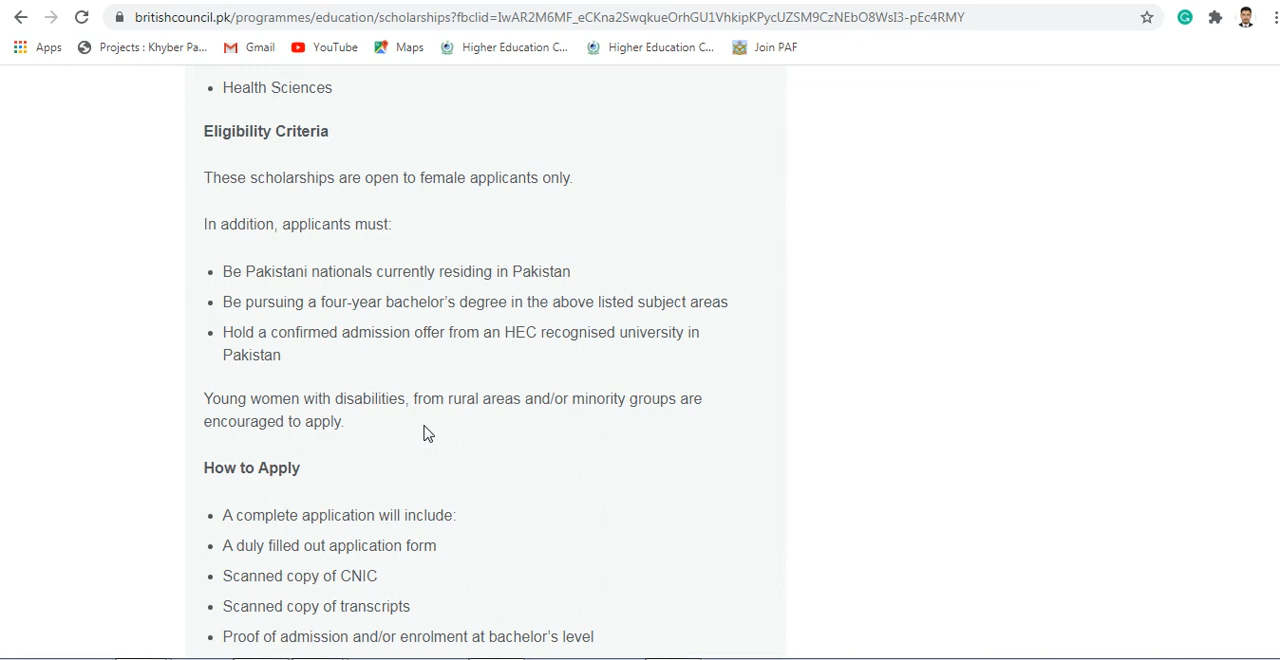 britishcouncil.pk/programmes/education/scholarships?fbclid=IwAR2M6MF_eCKna2SwqkueOrhGU1VhkipKPycUZSM9CzNEbO8WsI3-pEc4RMY
Apps Projects : Khyber Pa... Gmail YouTube Maps Higher Education C... Higher Education C... Join PAF
• Health Sciences
Eligibility Criteria
These scholarships are open to female applicants only.
In addition, applicants must:
• Be Pakistani nationals currently residing in Pakistan
• Be pursuing a four-year bachelor’s degree in the above listed subject areas
• Hold a confirmed admission offer from an HEC recognised university in
Pakistan
Young women with disabilities, from rural areas and/or minority groups are
encouraged to apply.
How to Apply
• A complete application will include:
• A duly filled out application form
• Scanned copy of CNIC
• Scanned copy of transcripts
• Proof of admission and/or enrolment at bachelor’s level